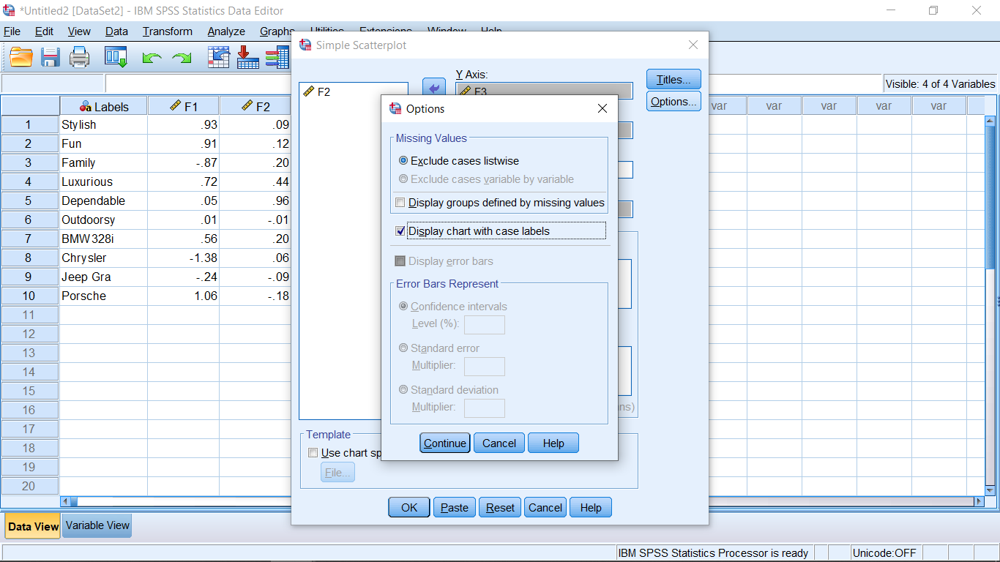 *Untitled2 [DataSet2] - IBM SPSS Statistics Data Editor
File Edit View Data Transform Analyze Graphs Utilities Extensions Window Help
Visible: 4 of 4 Variables
Labels F1 F2 var var var var var
1 Stylish .93 .09
2 Fun .91 .12
3 Family -.87 .20
4 Luxurious .72 .44
5 Dependable .05 .96
6 Outdoorsy .01 -.01
7 BMW328i .56 .20
8 Chrysler -1.38 .06
9 Jeep Gra -.24 -.09
10 Porsche 1.06 -.18
11
12
13
14
15
16
17
18
19
20
Data View Variable View
IBM SPSS Statistics Processor is ready Unicode:OFF
Simple Scatterplot
F2
Y Axis:
F3
Titles...
Options...
ns)
Template
Use chart sp
File...
OK Paste Reset Cancel Help
Options
Missing Values
Exclude cases listwise
Exclude cases variable by variable
Display groups defined by missing values
Display chart with case labels
Display error bars
Error Bars Represent
Confidence intervals
Level (%):
Standard error
Multiplier:
Standard deviation
Multiplier:
Continue Cancel Help